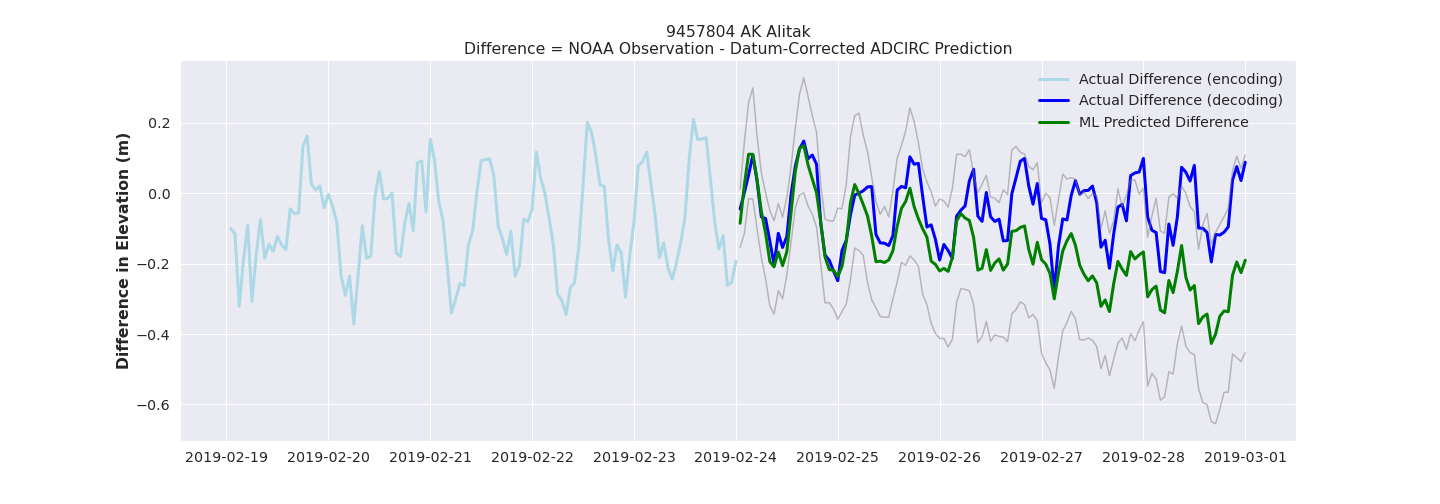 9457804 AK Alitak
Difference = NOAA Observation - Datum-Corrected ADCIRC Prediction
Actual Difference (encoding)
Actual Difference (decoding)
ML Predicted Difference
Difference in Elevation (m)
0.2
0.0
−0.2
−0.4
−0.6
2019-02-19 2019-02-20 2019-02-21 2019-02-22 2019-02-23 2019-02-24 2019-02-25 2019-02-26 2019-02-27 2019-02-28 2019-03-01